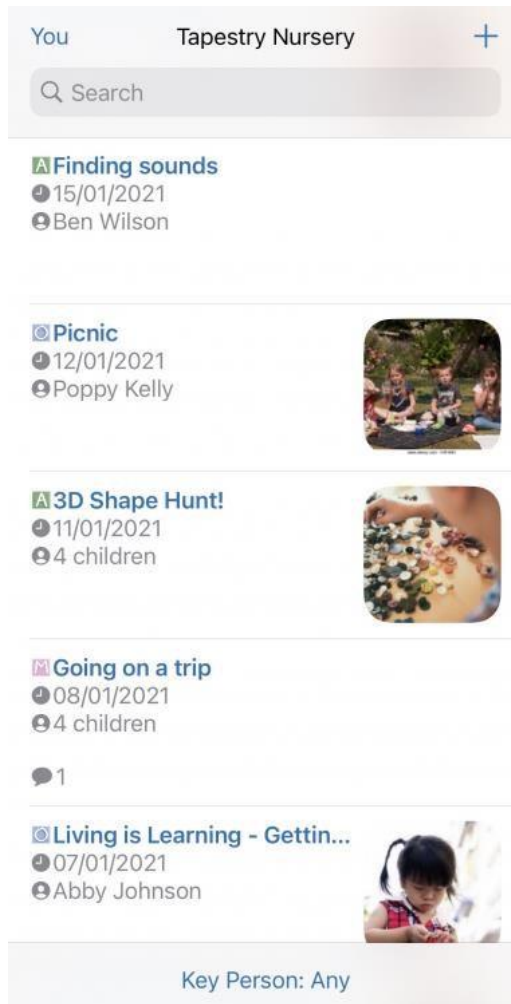 You
Tapestry Nursery
Search
A Finding sounds
15/01/2021
Ben Wilson
O Picnic
12/01/2021
Poppy Kelly
A 3D Shape Hunt!
11/01/2021
4 children
M Going on a trip
08/01/2021
4 children
1
O Living is Learning - Gettin...
07/01/2021
Abby Johnson
Key Person: Any